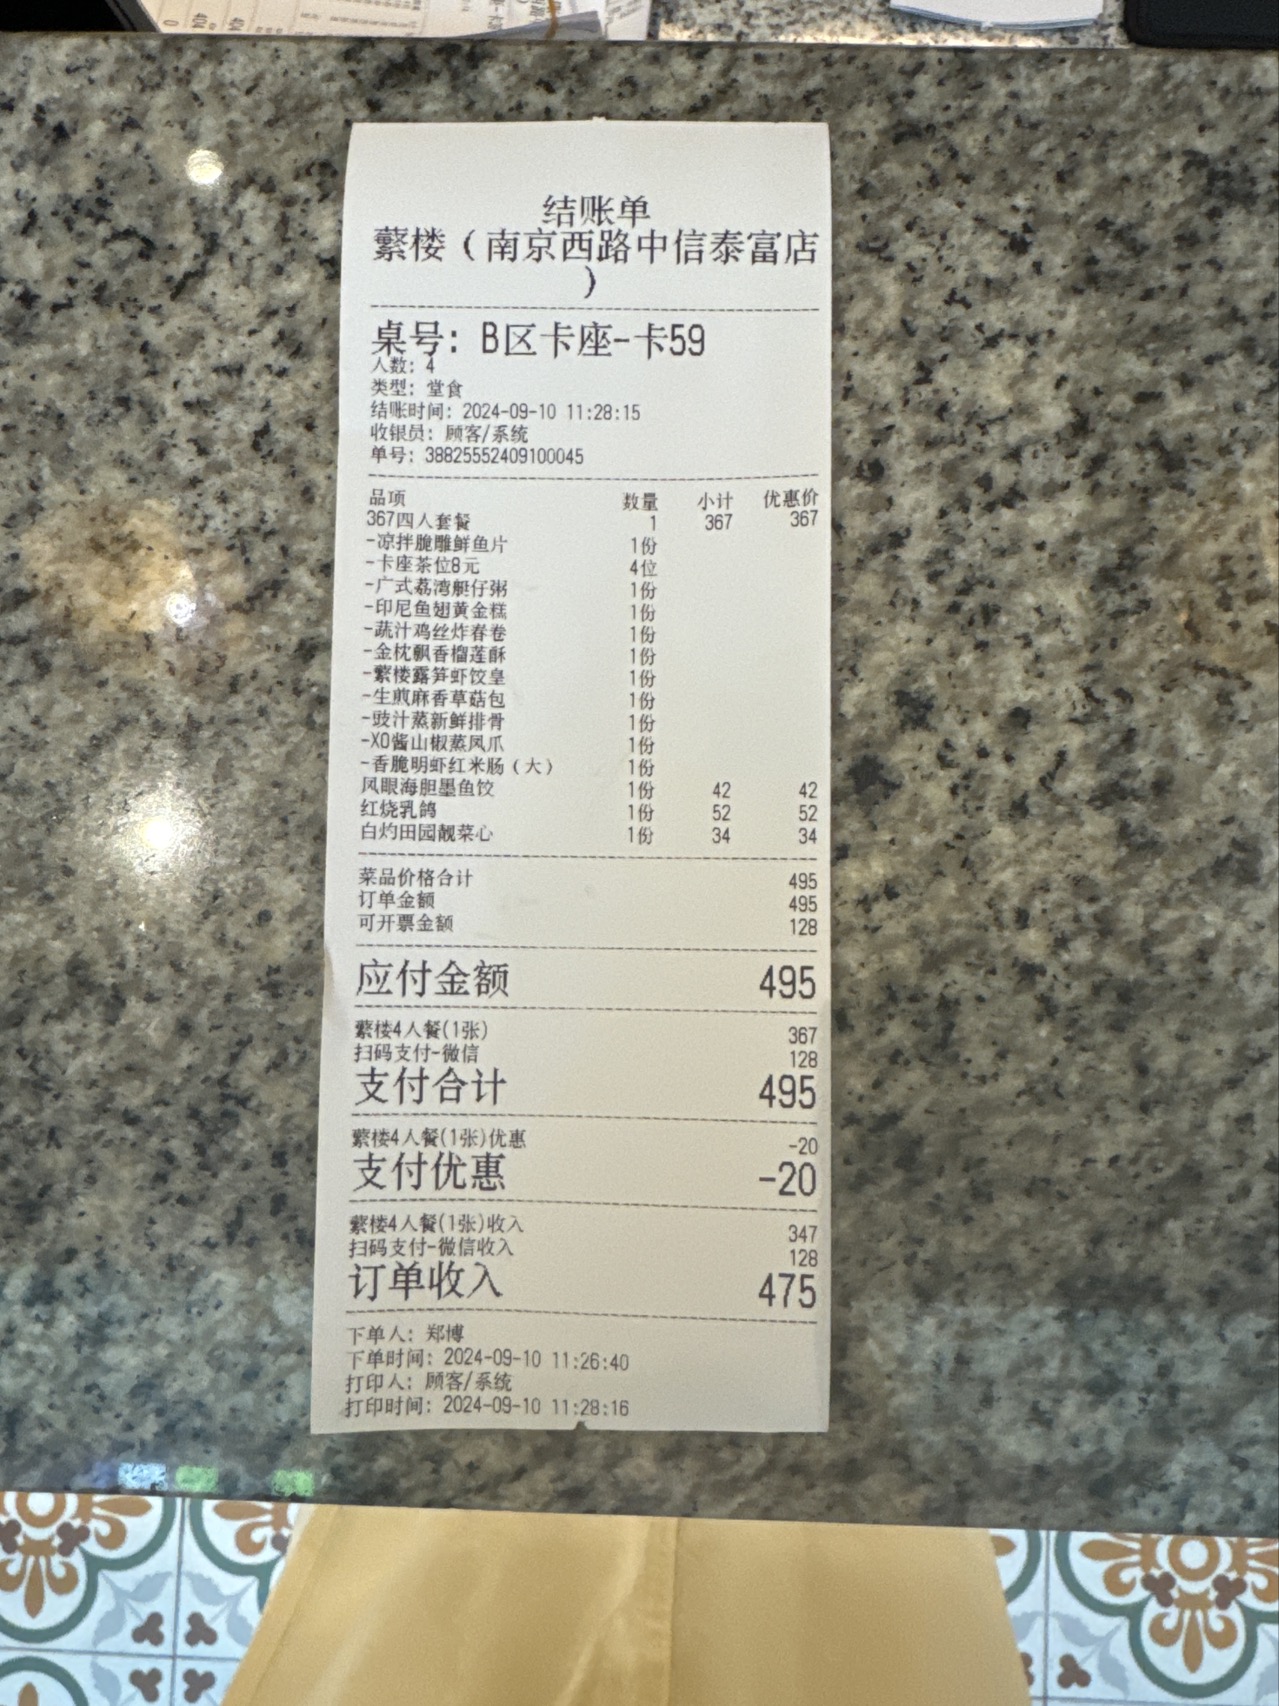 结账单
蘩楼（南京西路中信泰富店
）
桌号：B区卡座-卡59
人数：4
类型：堂食
结账时间：2024-09-10 11:28:15
收银员：顾客/系统
单号：38825552409100045
品项 数量 小计 优惠价
367四人套餐 1 367 367
-凉拌脆雕鲜鱼片 1份
-卡座茶位8元 4位
-广式荔湾艇仔粥 1份
-印尼鱼翅黄金糕 1份
-蔬汁鸡丝炸春卷 1份
-金枕飘香榴莲酥 1份
-蘩楼露笋虾饺皇 1份
-生煎麻香草菇包 1份
-豉汁蒸新鲜排骨 1份
-XO酱山椒蒸凤爪 1份
-香脆明虾红米肠（大） 1份
凤眼海胆墨鱼饺 1份 42 42
红烧乳鸽 1份 52 52
白灼田园靓菜心 1份 34 34
菜品价格合计 495
订单金额 495
可开票金额 128
应付金额 495
蘩楼4人餐(1张) 367
扫码支付-微信 128
支付合计 495
蘩楼4人餐(1张)优惠 -20
支付优惠 -20
蘩楼4人餐(1张)收入 347
扫码支付-微信收入 128
订单收入 475
下单人：郑博
下单时间：2024-09-10 11:26:40
打印人：顾客/系统
打印时间：2024-09-10 11:28:16